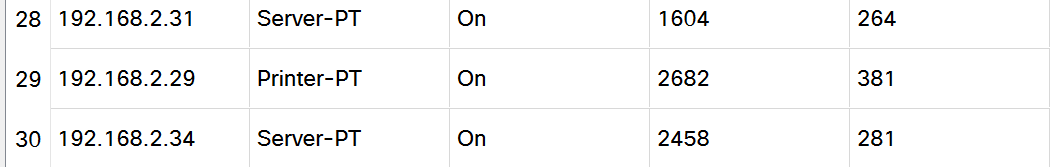 28 192.168.2.31 Server-PT On 1604 264
29 192.168.2.29 Printer-PT On 2682 381
30 192.168.2.34 Server-PT On 2458 281